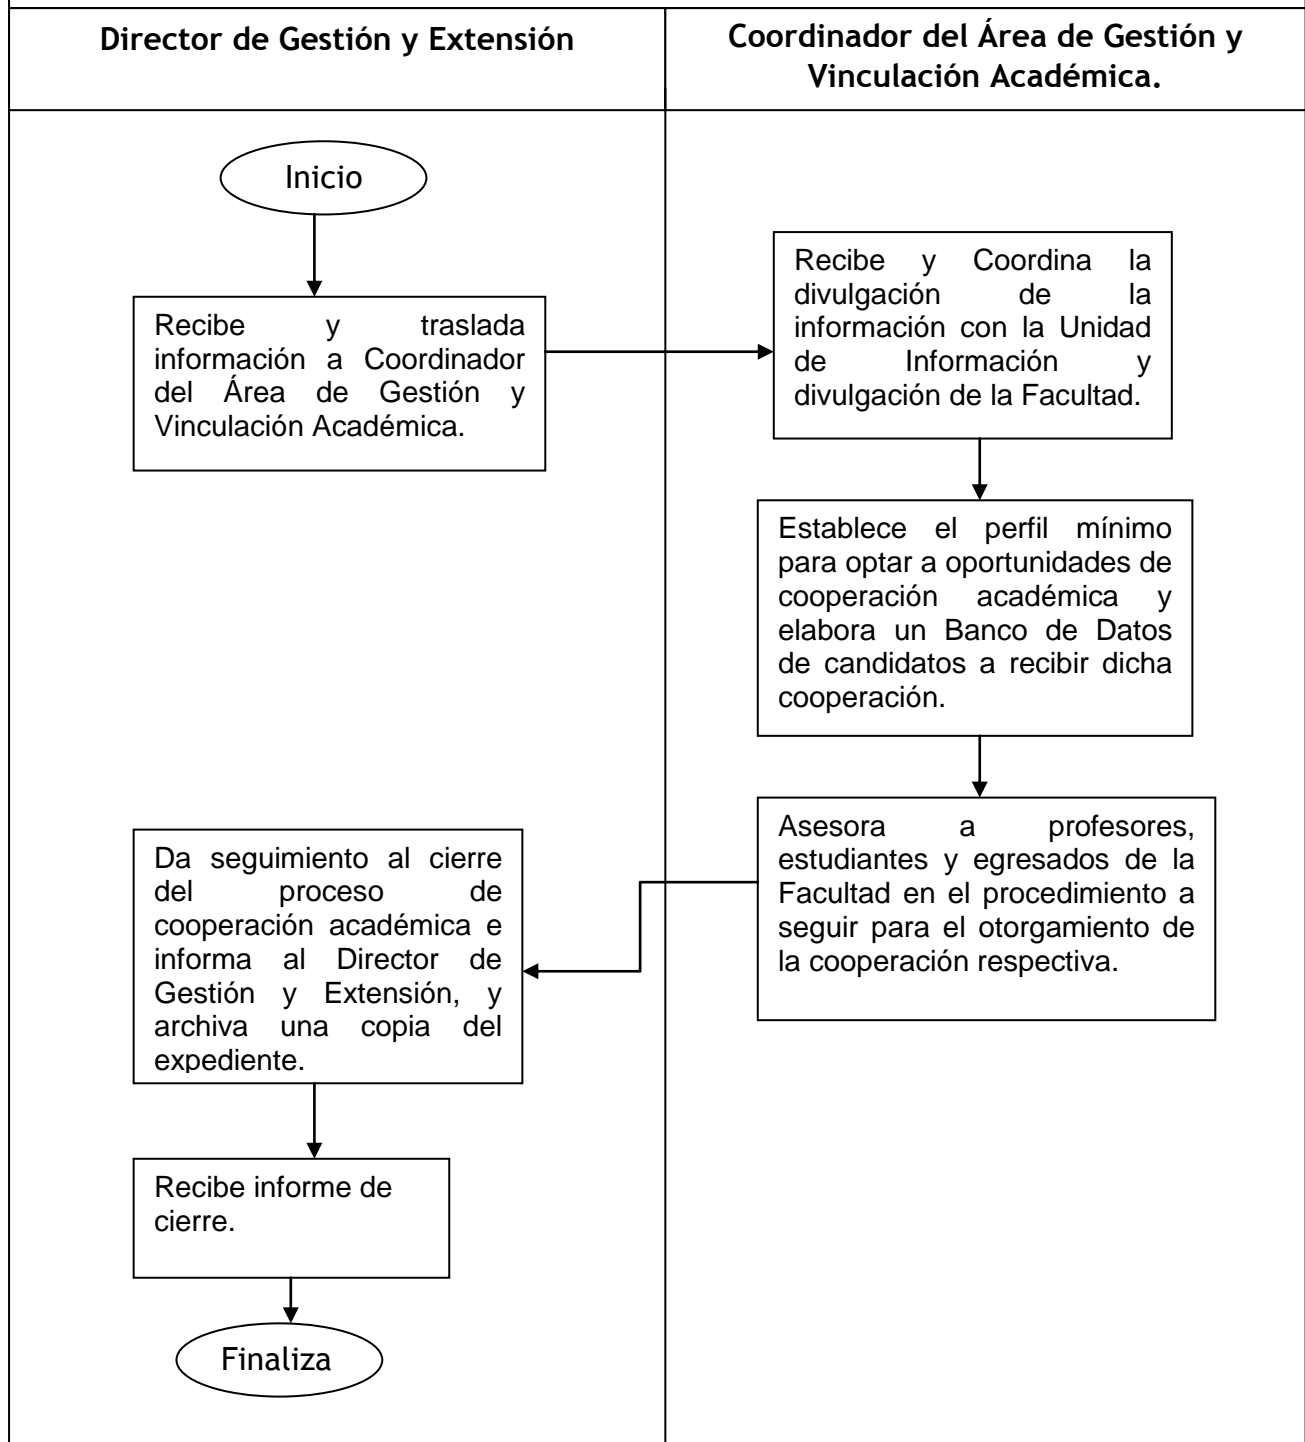 Director de Gestión y Extensión
Coordinador del Área de Gestión y
Vinculación Académica.
Inicio
Recibe y traslada
información a Coordinador
del Área de Gestión y
Vinculación Académica.
Recibe y Coordina la
divulgación de la
información con la Unidad
de Información y
divulgación de la Facultad.
Establece el perfil mínimo
para optar a oportunidades de
cooperación académica y
elabora un Banco de Datos
de candidatos a recibir dicha
cooperación.
Asesora a profesores,
estudiantes y egresados de la
Facultad en el procedimiento a
seguir para el otorgamiento de
la cooperación respectiva.
Da seguimiento al cierre
del proceso de
cooperación académica e
informa al Director de
Gestión y Extensión, y
archiva una copia del
expediente.
Recibe informe de
cierre.
Finaliza